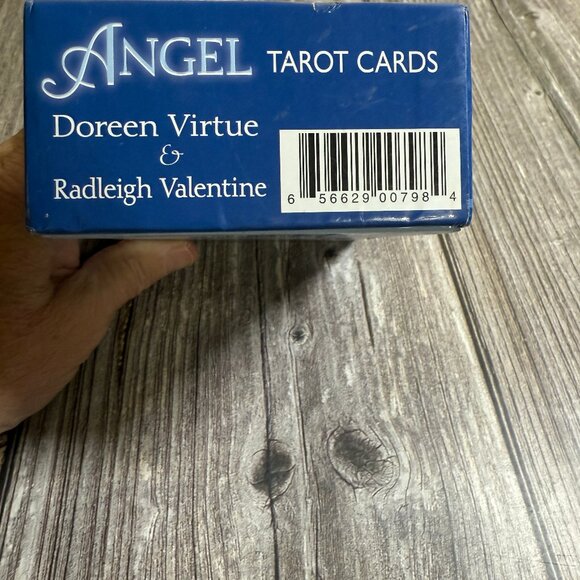 ANGEL TAROT CARDS
Doreen Virtue
&
Radleigh Valentine
6 56629 00798 4